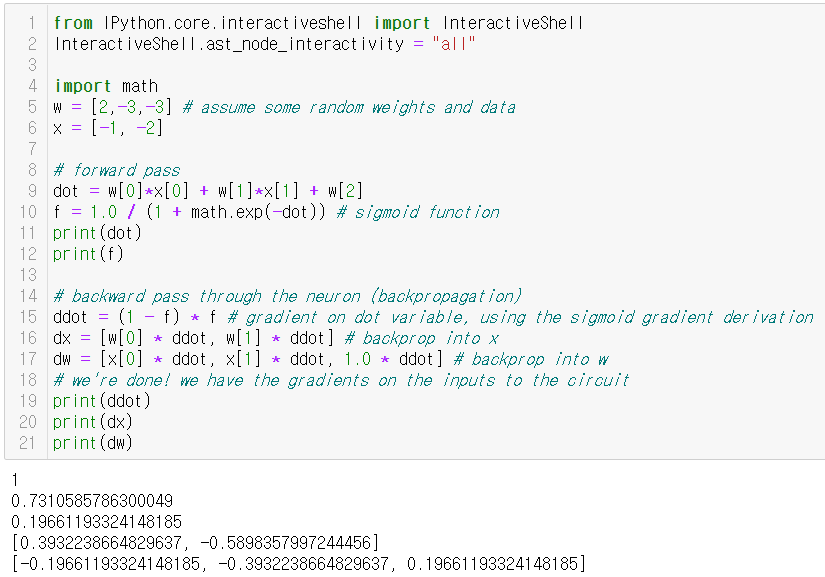 1 from IPython.core.interactiveshell import InteractiveShell
2 InteractiveShell.ast_node_interactivity = "all"
3
4 import math
5 w = [2,-3,-3] # assume some random weights and data
6 x = [-1, -2]
7
8 # forward pass
9 dot = w[0]*x[0] + w[1]*x[1] + w[2]
10 f = 1.0 / (1 + math.exp(-dot)) # sigmoid function
11 print(dot)
12 print(f)
13
14 # backward pass through the neuron (backpropagation)
15 ddot = (1 - f) * f # gradient on dot variable, using the sigmoid gradient derivation
16 dx = [w[0] * ddot, w[1] * ddot] # backprop into x
17 dw = [x[0] * ddot, x[1] * ddot, 1.0 * ddot] # backprop into w
18 # we're done! we have the gradients on the inputs to the circuit
19 print(ddot)
20 print(dx)
21 print(dw)
1
0.7310585786300049
0.19661193324148185
[0.3932238664829637, -0.5898357997244456]
[-0.19661193324148185, -0.3932238664829637, 0.19661193324148185]